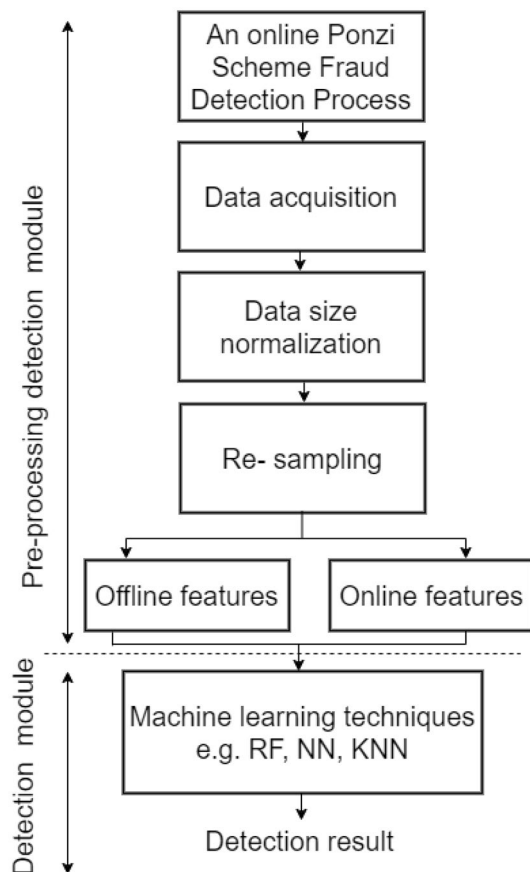 An online Ponzi
Scheme Fraud
Detection Process
Data acquisition
Data size
normalization
Re- sampling
Offline features
Online features
Pre-processing detection module
Machine learning techniques
e.g. RF, NN, KNN
Detection result
Detection module